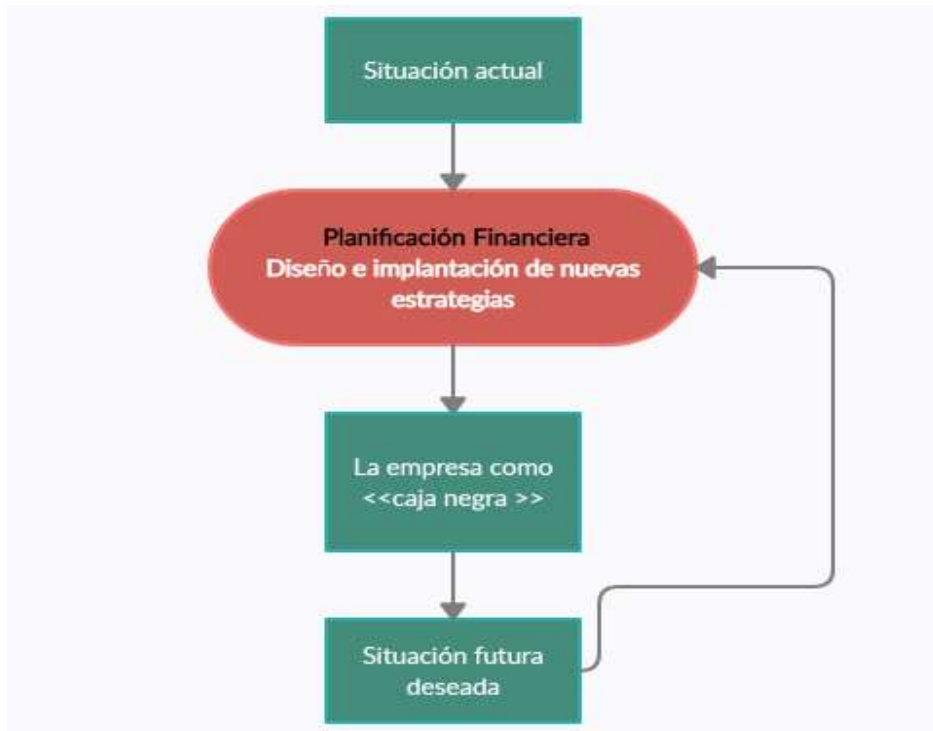 Situación actual
Planificación Financiera
Diseño e implantación de nuevas
estrategias
La empresa como
<<caja negra >>
Situación futura
deseada